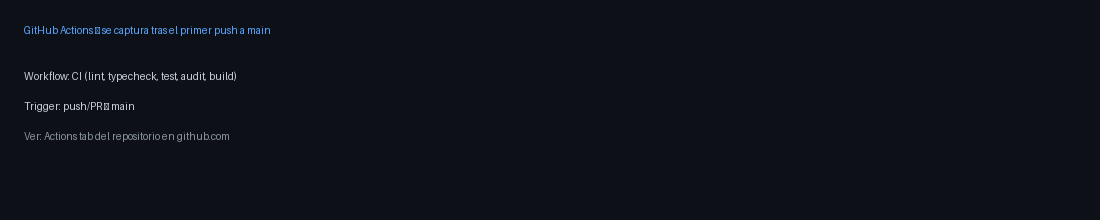 GitHub Actions □ se captura tras el primer push a main
Workflow: CI (lint, typecheck, test, audit, build)
Trigger: push/PR □ main
Ver: Actions tab del repositorio en github.com